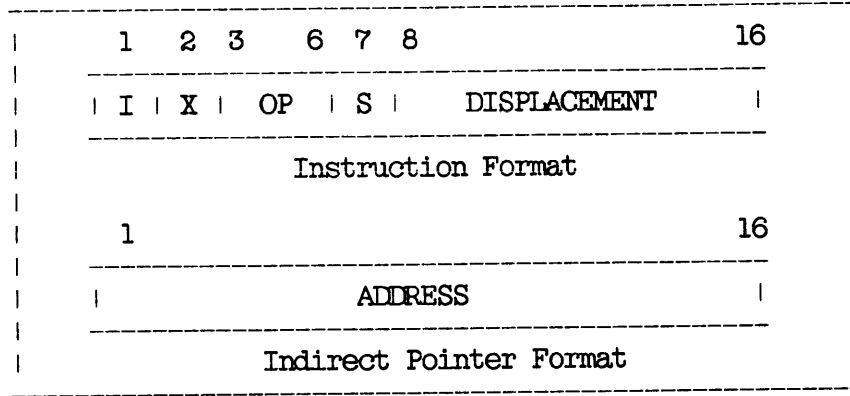 1 2 3 6 7 8 16
I X OP S DISPLACEMENT
Instruction Format
1 16
ADDRESS
Indirect Pointer Format